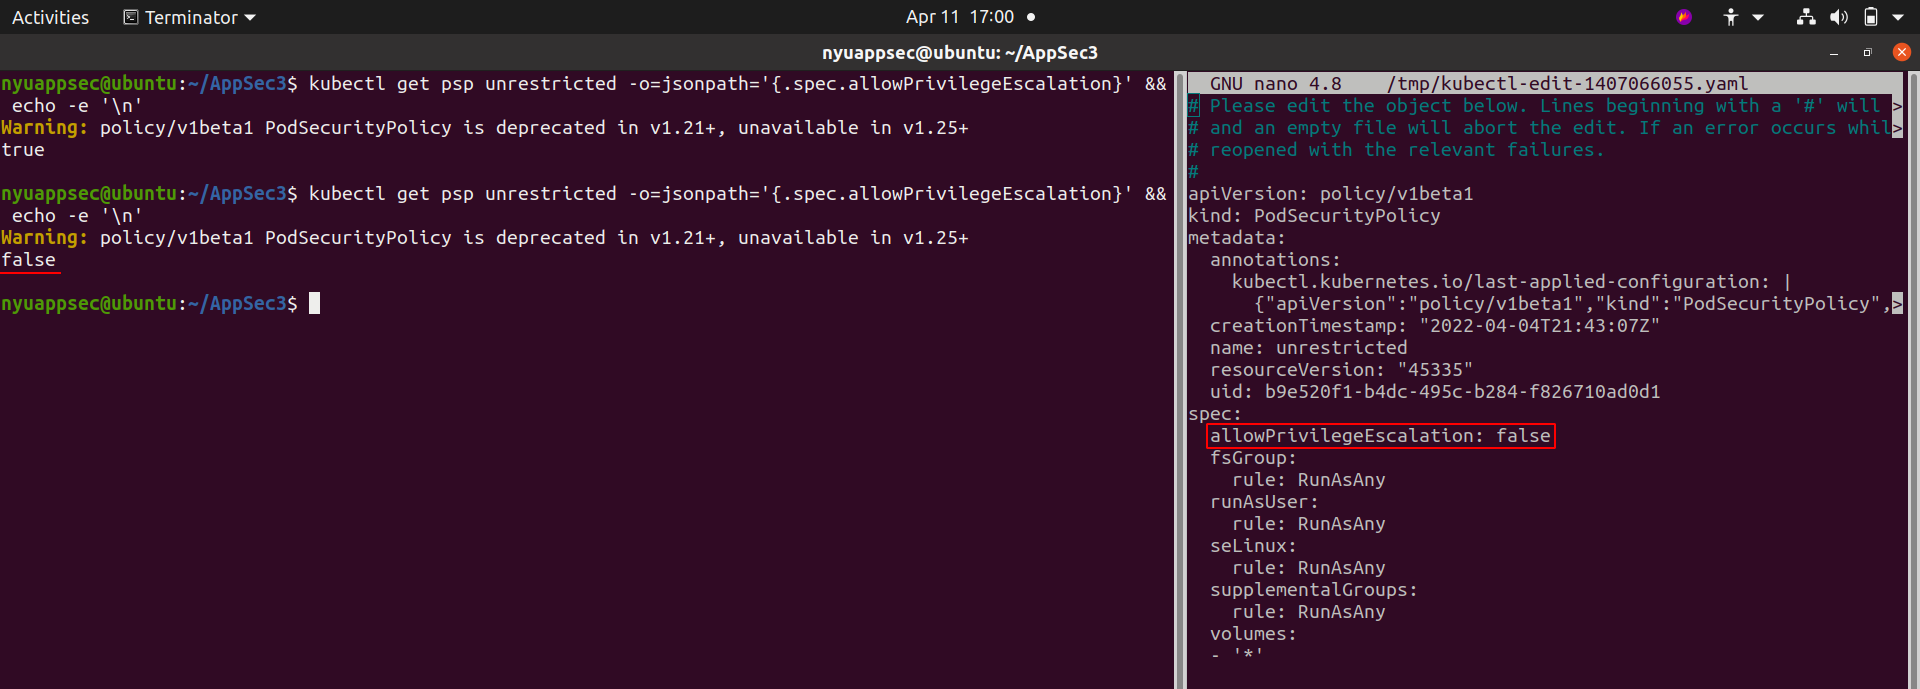 Activities
Terminator
Apr 11 17:00
nyuappsec@ubuntu: ~/AppSec3
nyuappsec@ubuntu:~/AppSec3$ kubectl get psp unrestricted -o=jsonpath='{.spec.allowPrivilegeEscalation}' &&
echo -e '\n'
Warning: policy/v1beta1 PodSecurityPolicy is deprecated in v1.21+, unavailable in v1.25+
true
nyuappsec@ubuntu:~/AppSec3$ kubectl get psp unrestricted -o=jsonpath='{.spec.allowPrivilegeEscalation}' &&
echo -e '\n'
Warning: policy/v1beta1 PodSecurityPolicy is deprecated in v1.21+, unavailable in v1.25+
false
nyuappsec@ubuntu:~/AppSec3$
GNU nano 4.8 /tmp/kubectl-edit-1407066055.yaml
# Please edit the object below. Lines beginning with a '#' will >
# and an empty file will abort the edit. If an error occurs whil>
# reopened with the relevant failures.
#
apiVersion: policy/v1beta1
kind: PodSecurityPolicy
metadata:
  annotations:
    kubectl.kubernetes.io/last-applied-configuration: |
      {"apiVersion":"policy/v1beta1","kind":"PodSecurityPolicy",>
  creationTimestamp: "2022-04-04T21:43:07Z"
  name: unrestricted
  resourceVersion: "45335"
  uid: b9e520f1-b4dc-495c-b284-f826710ad0d1
spec:
  allowPrivilegeEscalation: false
  fsGroup:
    rule: RunAsAny
  runAsUser:
    rule: RunAsAny
  seLinux:
    rule: RunAsAny
  supplementalGroups:
    rule: RunAsAny
  volumes:
  - '*'